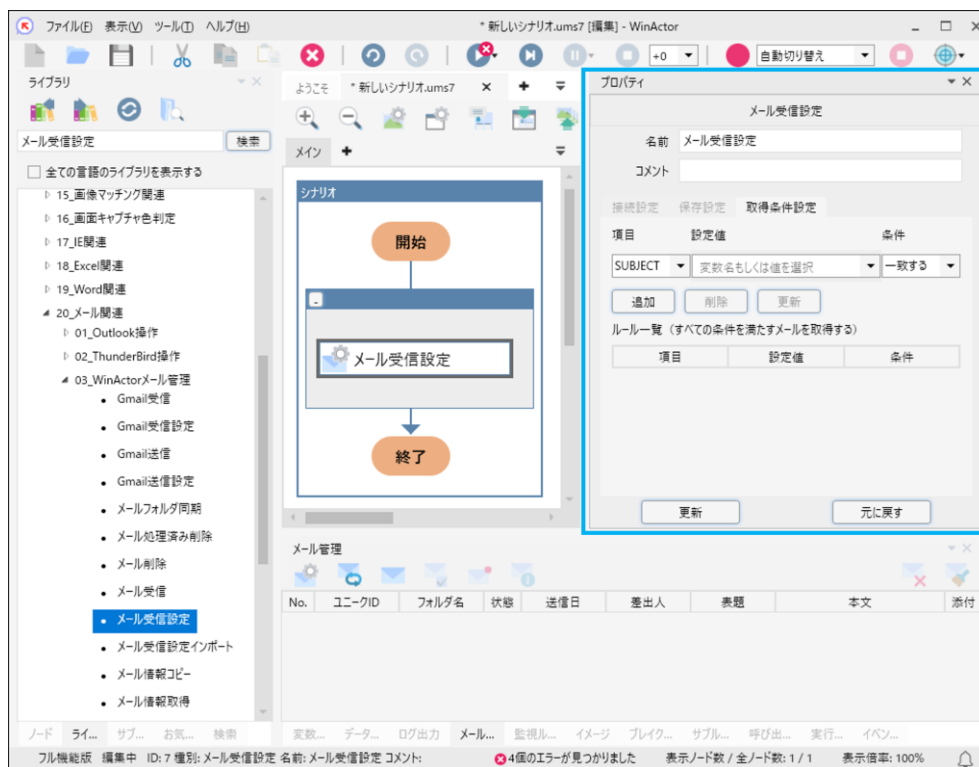 ファイル(F) 表示(V) ツール(T) ヘルプ(H)
* 新しいシナリオ.ums7 [編集] - WinActor
+0
自動切り替え
ライブラリ
メール受信設定
検索
全ての言語のライブラリを表示する
15_画像マッチング関連
16_画面キャプチャ色判定
17_IE関連
18_Excel関連
19_Word関連
20_メール関連
01_Outlook操作
02_ThunderBird操作
03_WinActorメール管理
Gmail受信
Gmail受信設定
Gmail送信
Gmail送信設定
メールフォルダ同期
メール処理済み削除
メール削除
メール受信
メール受信設定
メール受信設定インポート
メール情報コピー
メール情報取得
ノード ライ... サブ... お気... 検索
ようこそ * 新しいシナリオ.ums7
メイン
シナリオ
開始
メール受信設定
終了
プロパティ
メール受信設定
名前 メール受信設定
コメント
接続設定 保存設定 取得条件設定
項目 設定値 条件
SUBJECT 変数名もしくは値を選択 一致する
追加 削除 更新
ルール一覧 (すべての条件を満たすメールを取得する)
項目 設定値 条件
更新 元に戻す
メール管理
No. ユニークID フォルダ名 状態 送信日 差出人 表題 本文 添付
変数... データ... ログ出力 メール... 監視ル... イメージ ブレイク... サブル... 呼び出... 実行... イベン...
フル機能版 編集中 ID: 7 種別: メール受信設定 名前: メール受信設定 コメント: 4個のエラーが見つかりました 表示ノード数 / 全ノード数: 1 / 1 表示倍率: 100%